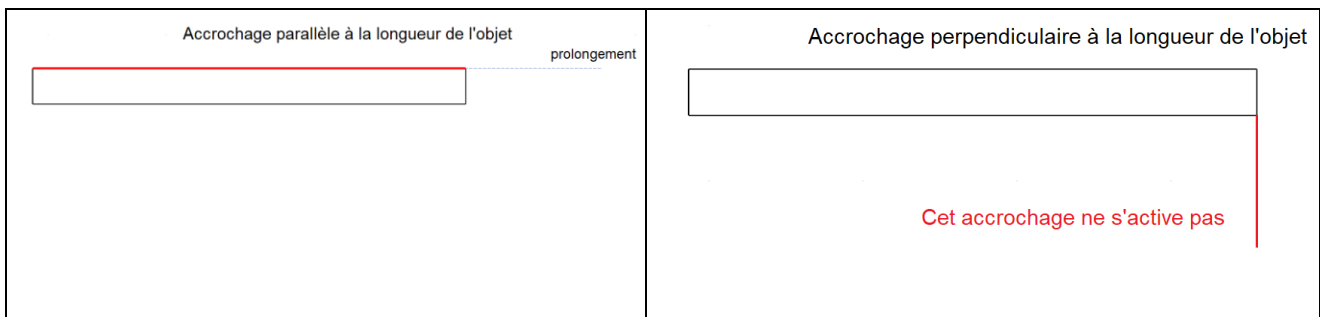 Accrochage parallèle à la longueur de l'objet
prolongement
Accrochage perpendiculaire à la longueur de l'objet
Cet accrochage ne s'active pas